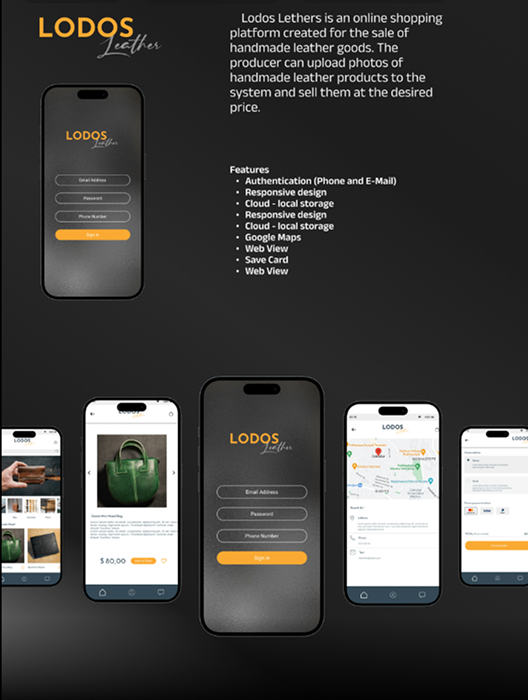 LODOS
Leather
Lodos Lethers is an online shopping
platform created for the sale of
handmade leather goods. The
producer can upload photos of
handmade leather products to the
system and sell them at the desired
price.
LODOS
Leather
Email Address
Password
Phone Number
Sign in
Features
• Authentication (Phone and E-Mail)
• Responsive design
• Cloud - local storage
• Responsive design
• Cloud - local storage
• Google Maps
• Web View
• Save Card
• Web View
LODOS
LODOS
$ 80,00
LODOS
Leather
Email Address
Password
Phone Number
Sign in
LODOS
LODOS
VISA